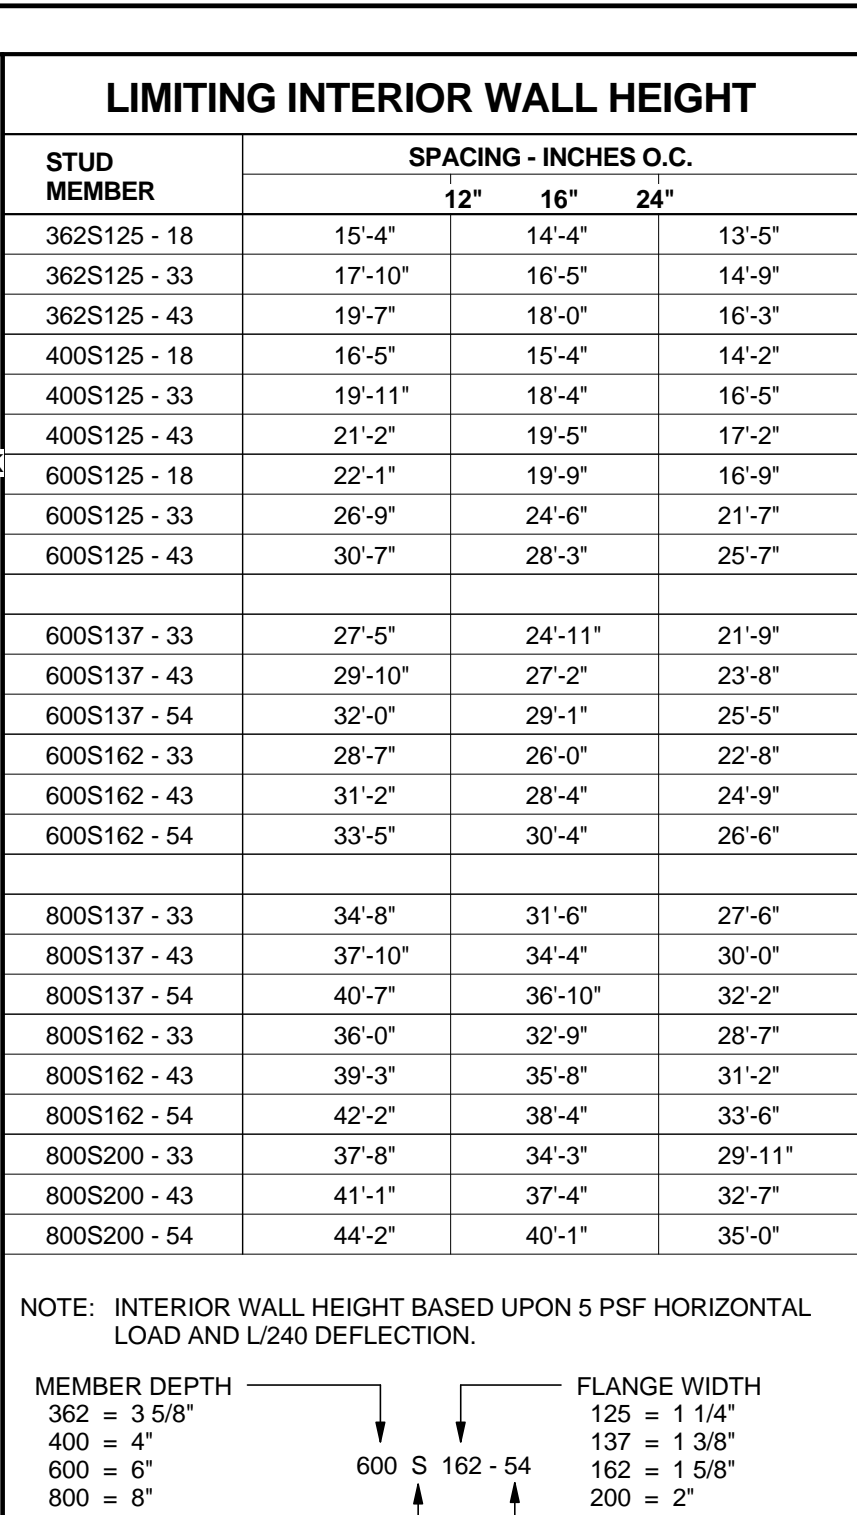 LIMITING INTERIOR WALL HEIGHT
STUD MEMBER SPACING - INCHES O.C.
12" 16" 24"
362S125 - 18 15'-4" 14'-4" 13'-5"
362S125 - 33 17'-10" 16'-5" 14'-9"
362S125 - 43 19'-7" 18'-0" 16'-3"
400S125 - 18 16'-5" 15'-4" 14'-2"
400S125 - 33 19'-11" 18'-4" 16'-5"
400S125 - 43 21'-2" 19'-5" 17'-2"
600S125 - 18 22'-1" 19'-9" 16'-9"
600S125 - 33 26'-9" 24'-6" 21'-7"
600S125 - 43 30'-7" 28'-3" 25'-7"
600S137 - 33 27'-5" 24'-11" 21'-9"
600S137 - 43 29'-10" 27'-2" 23'-8"
600S137 - 54 32'-0" 29'-1" 25'-5"
600S162 - 33 28'-7" 26'-0" 22'-8"
600S162 - 43 31'-2" 28'-4" 24'-9"
600S162 - 54 33'-5" 30'-4" 26'-6"
800S137 - 33 34'-8" 31'-6" 27'-6"
800S137 - 43 37'-10" 34'-4" 30'-0"
800S137 - 54 40'-7" 36'-10" 32'-2"
800S162 - 33 36'-0" 32'-9" 28'-7"
800S162 - 43 39'-3" 35'-8" 31'-2"
800S162 - 54 42'-2" 38'-4" 33'-6"
800S200 - 33 37'-8" 34'-3" 29'-11"
800S200 - 43 41'-1" 37'-4" 32'-7"
800S200 - 54 44'-2" 40'-1" 35'-0"
NOTE: INTERIOR WALL HEIGHT BASED UPON 5 PSF HORIZONTAL
LOAD AND L/240 DEFLECTION.
MEMBER DEPTH
362 = 3 5/8"
400 = 4"
600 = 6"
800 = 8"
600 S 162 - 54
FLANGE WIDTH
125 = 1 1/4"
137 = 1 3/8"
162 = 1 5/8"
200 = 2"